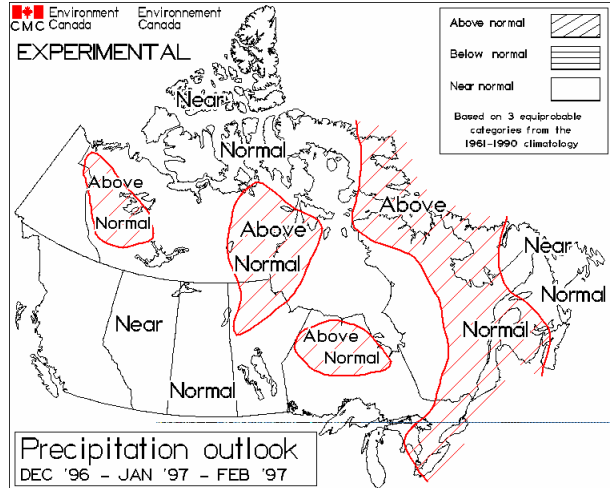 CMC Environment Canada Environnement Canada
EXPERIMENTAL
Above normal
Below normal
Near normal
Based on 3 equiprobable
categories from the
1961-1990 climatology
Near
Normal
Above
Normal
Above
Normal
Above
Normal
Near
Normal
Near
Normal
Above
Normal
Precipitation outlook
DEC '96 - JAN '97 - FEB '97